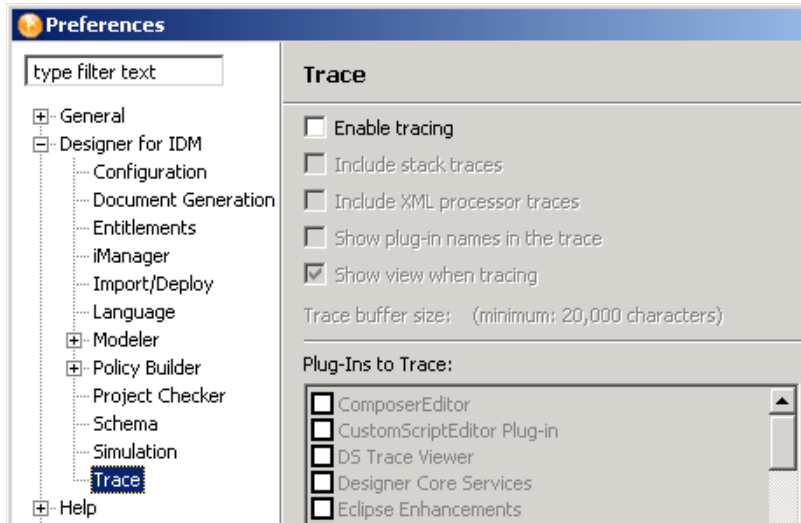 Preferences
type filter text
General
Designer for IDM
Configuration
Document Generation
Entitlements
iManager
Import/Deploy
Language
Modeler
Policy Builder
Project Checker
Schema
Simulation
Trace
Help
Trace
Enable tracing
Include stack traces
Include XML processor traces
Show plug-in names in the trace
Show view when tracing
Trace buffer size: (minimum: 20,000 characters)
Plug-Ins to Trace:
ComposerEditor
CustomScriptEditor Plug-in
DS Trace Viewer
Designer Core Services
Eclipse Enhancements